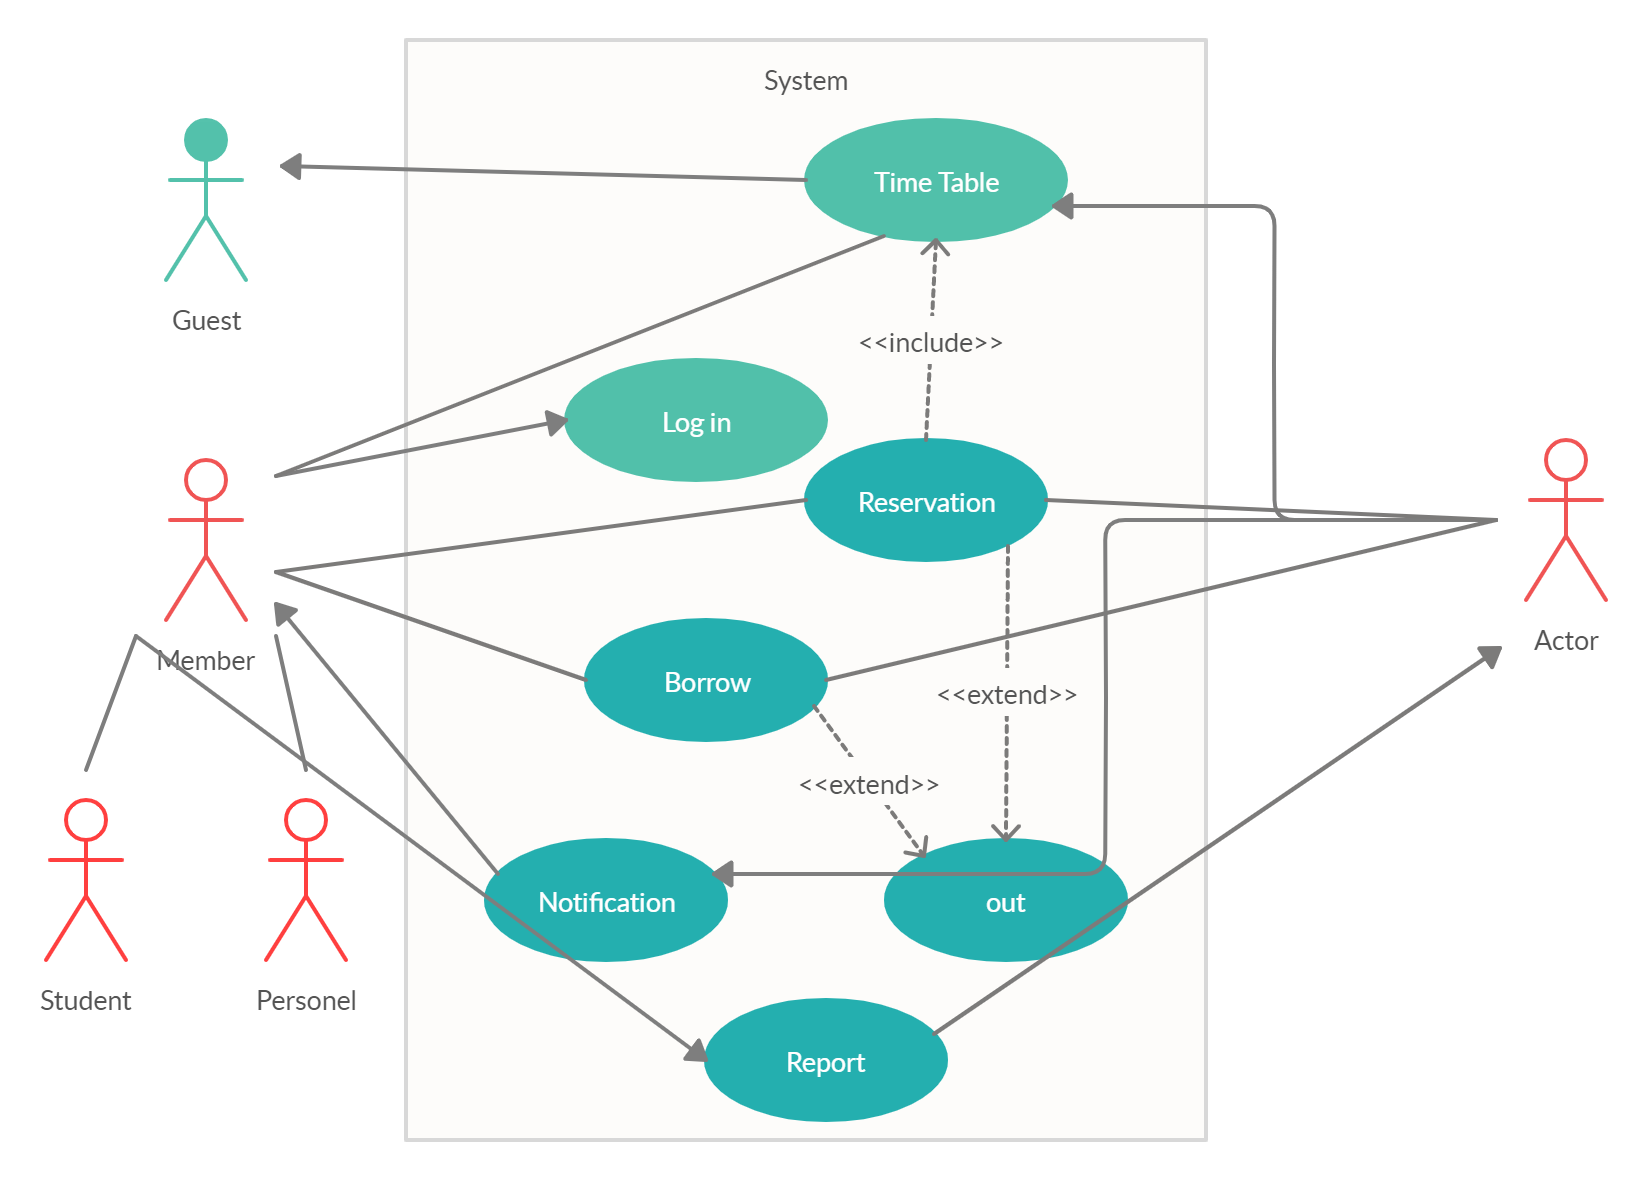 System
Time Table
Guest
<<include>>
Log in
Reservation
Member
Actor
Borrow
<<extend>>
<<extend>>
Notification
out
Student
Personel
Report